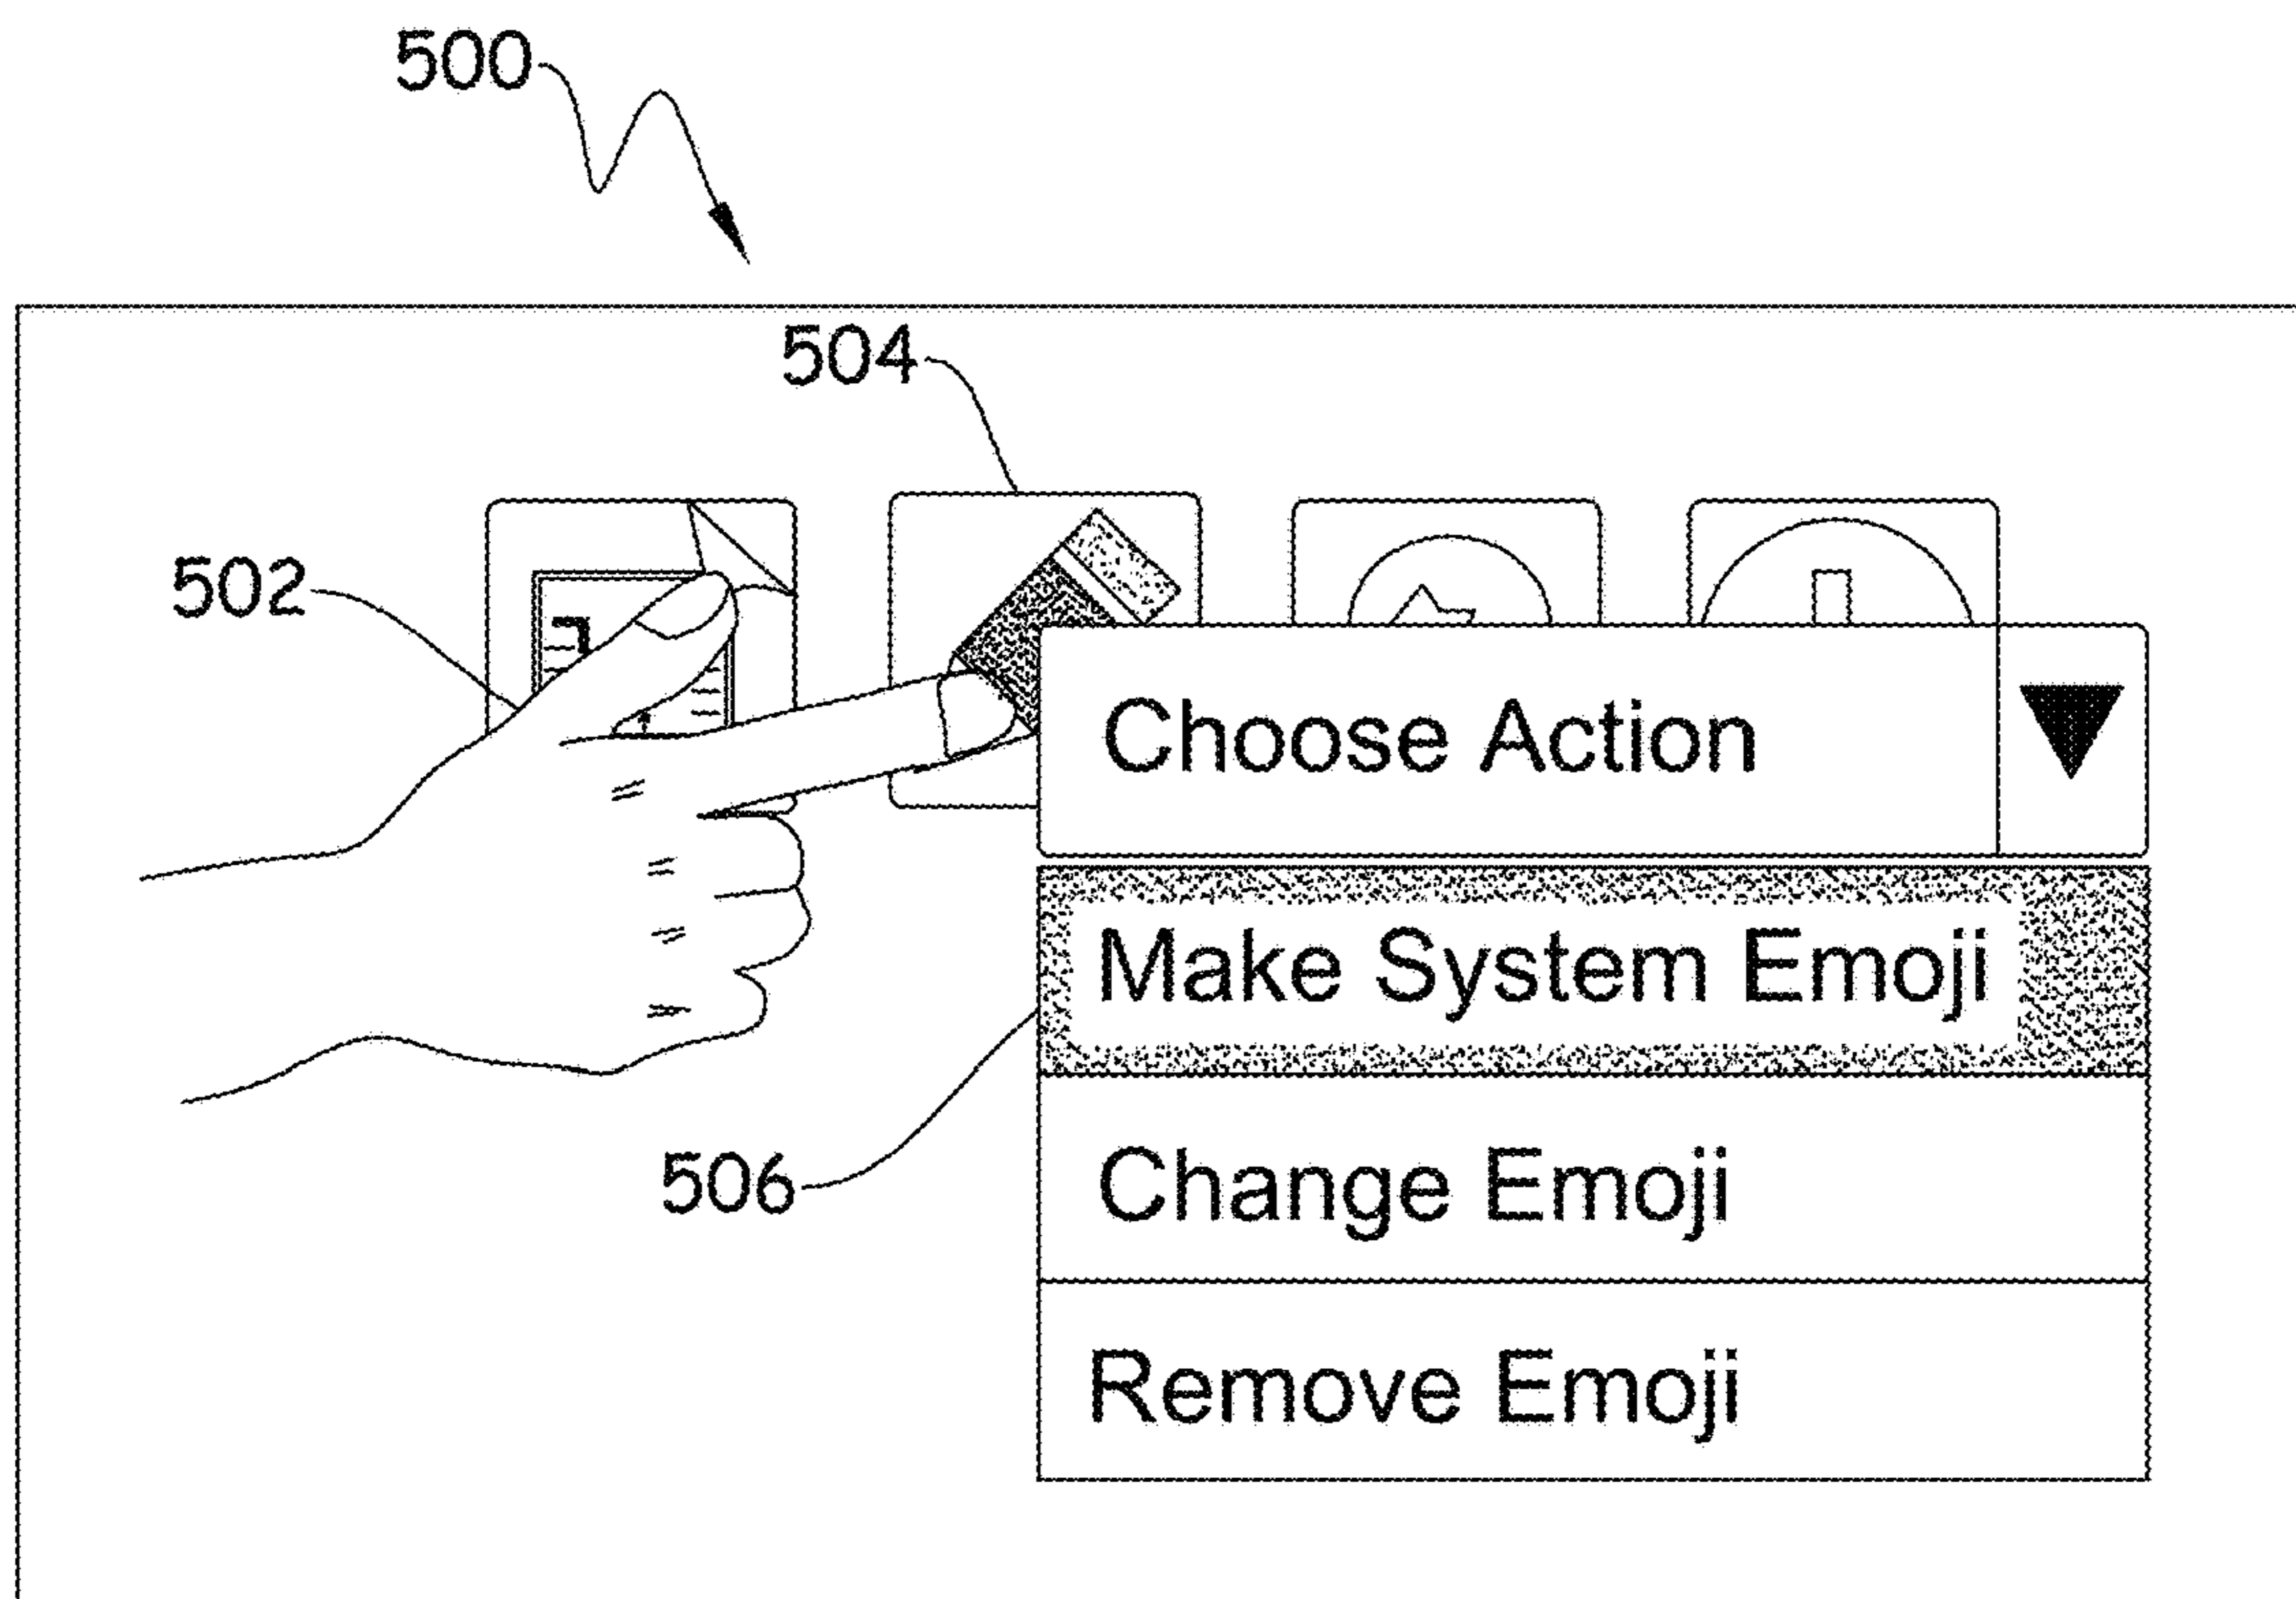 500
504
502
Choose Action
Make System Emoji
506
Change Emoji
Remove Emoji